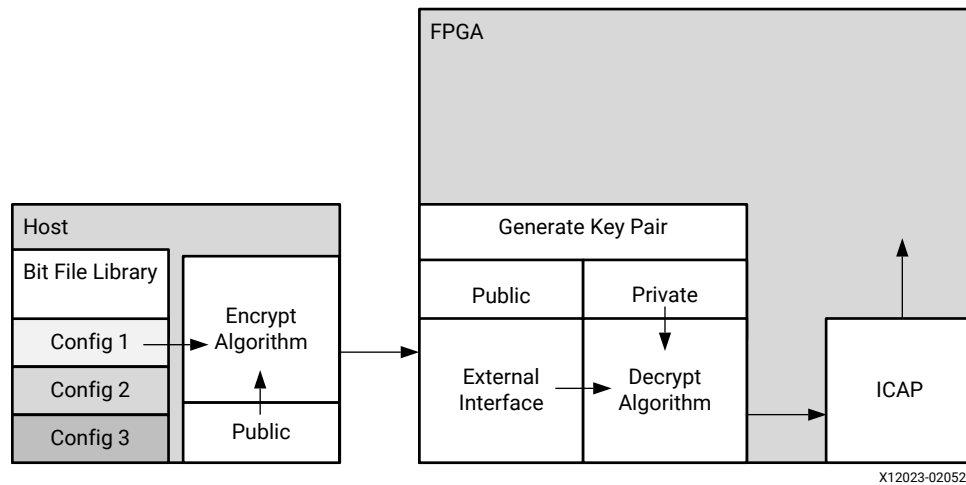 FPGA
Host
Bit File Library
Config 1
Config 2
Config 3
Encrypt
Algorithm
Public
Generate Key Pair
Public
Private
External
Interface
Decrypt
Algorithm
ICAP
X12023-02052